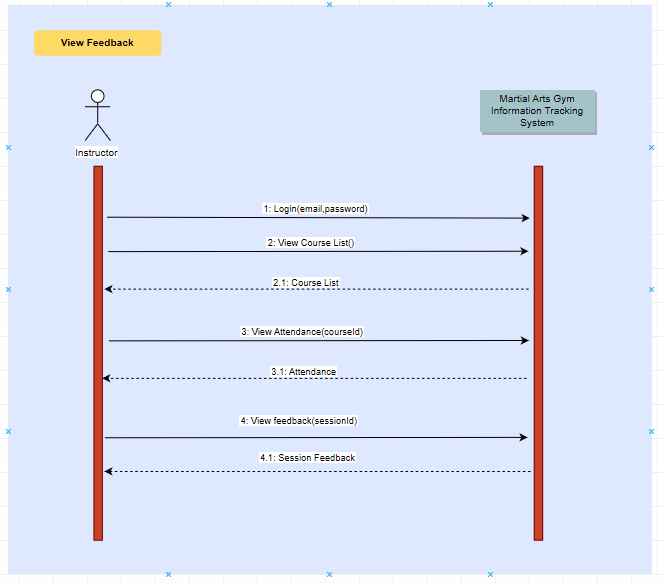 View Feedback
Martial Arts Gym
Information Tracking
System
Instructor
1: Login(email,password)
2: View Course List()
2.1: Course List
3: View Attendance(courseId)
3.1: Attendance
4: View feedback(sessionId)
4.1: Session Feedback